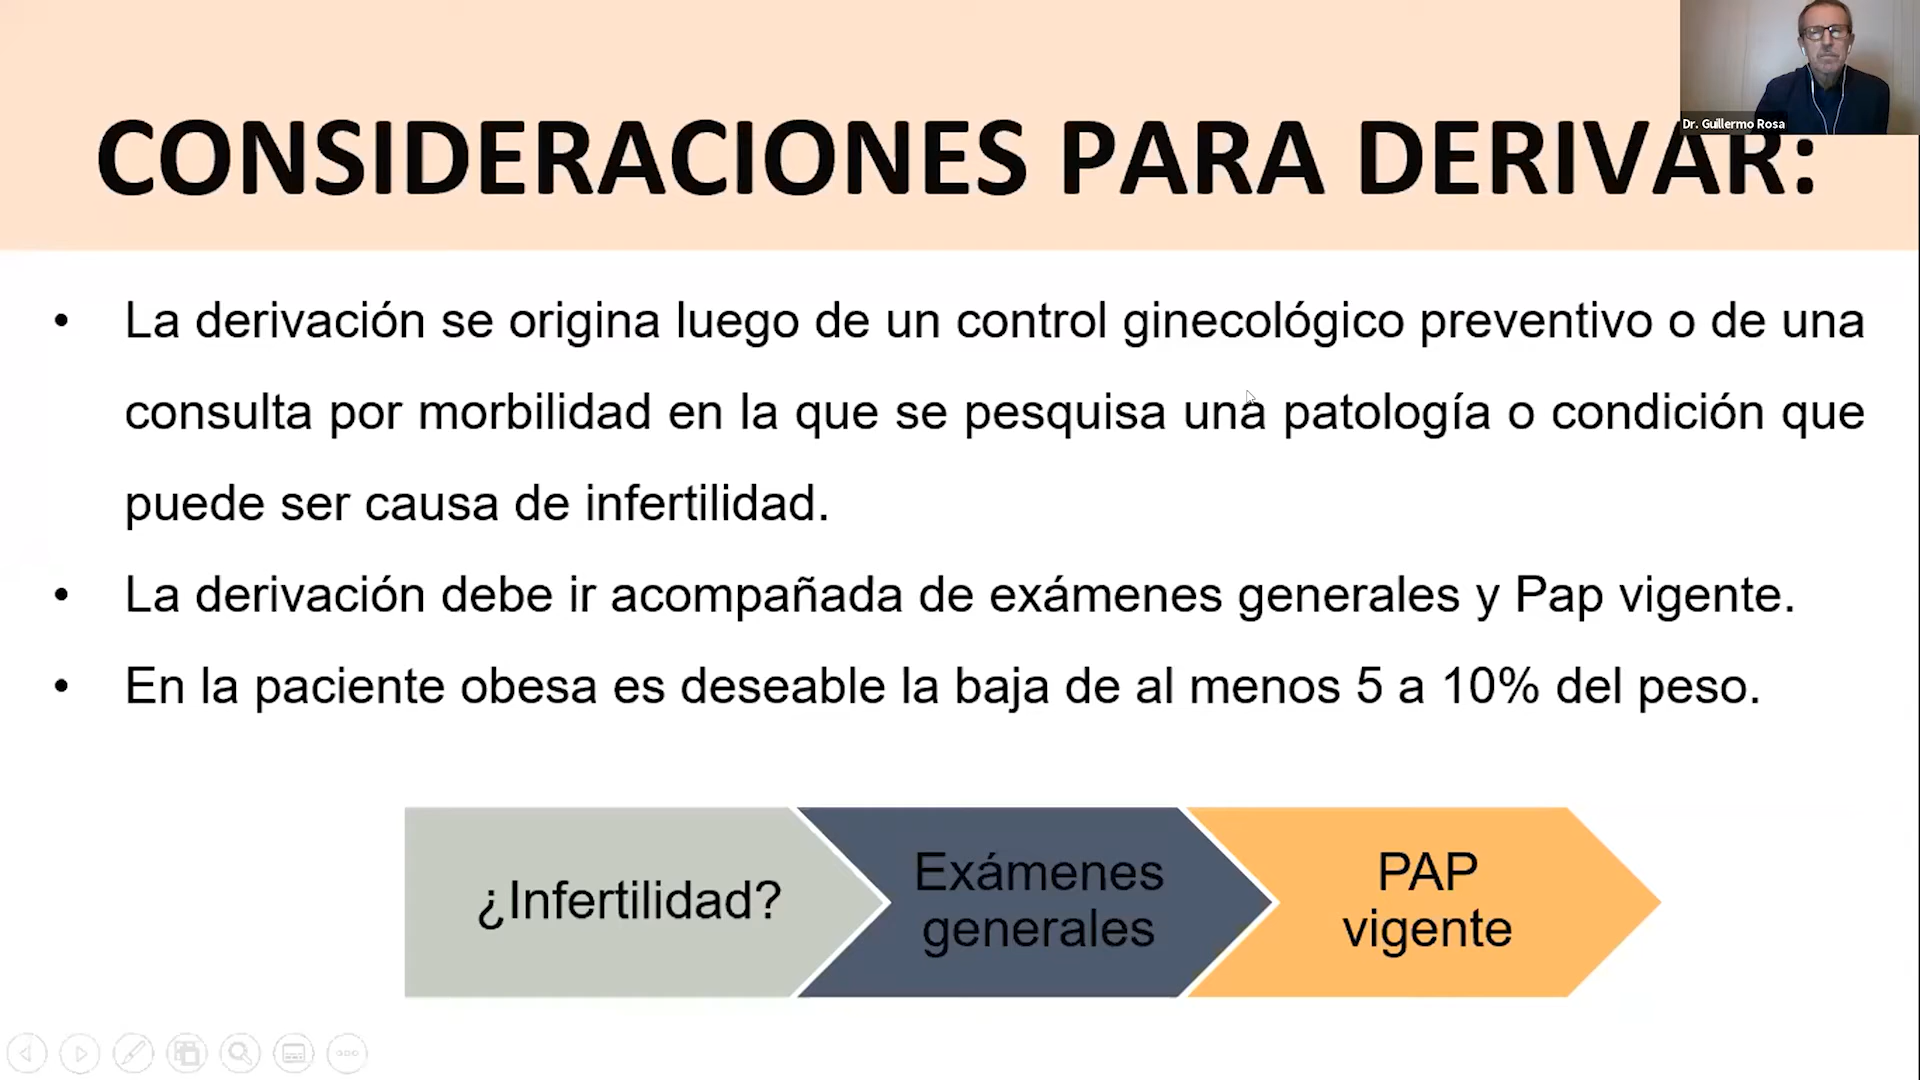 Dr. Guillermo Rosa
CONSIDERACIONES PARA DERIVAR:
• La derivación se origina luego de un control ginecológico preventivo o de una
consulta por morbilidad en la que se pesquisa una patología o condición que
puede ser causa de infertilidad.
• La derivación debe ir acompañada de exámenes generales y Pap vigente.
• En la paciente obesa es deseable la baja de al menos 5 a 10% del peso.
¿Infertilidad?
Exámenes
generales
PAP
vigente